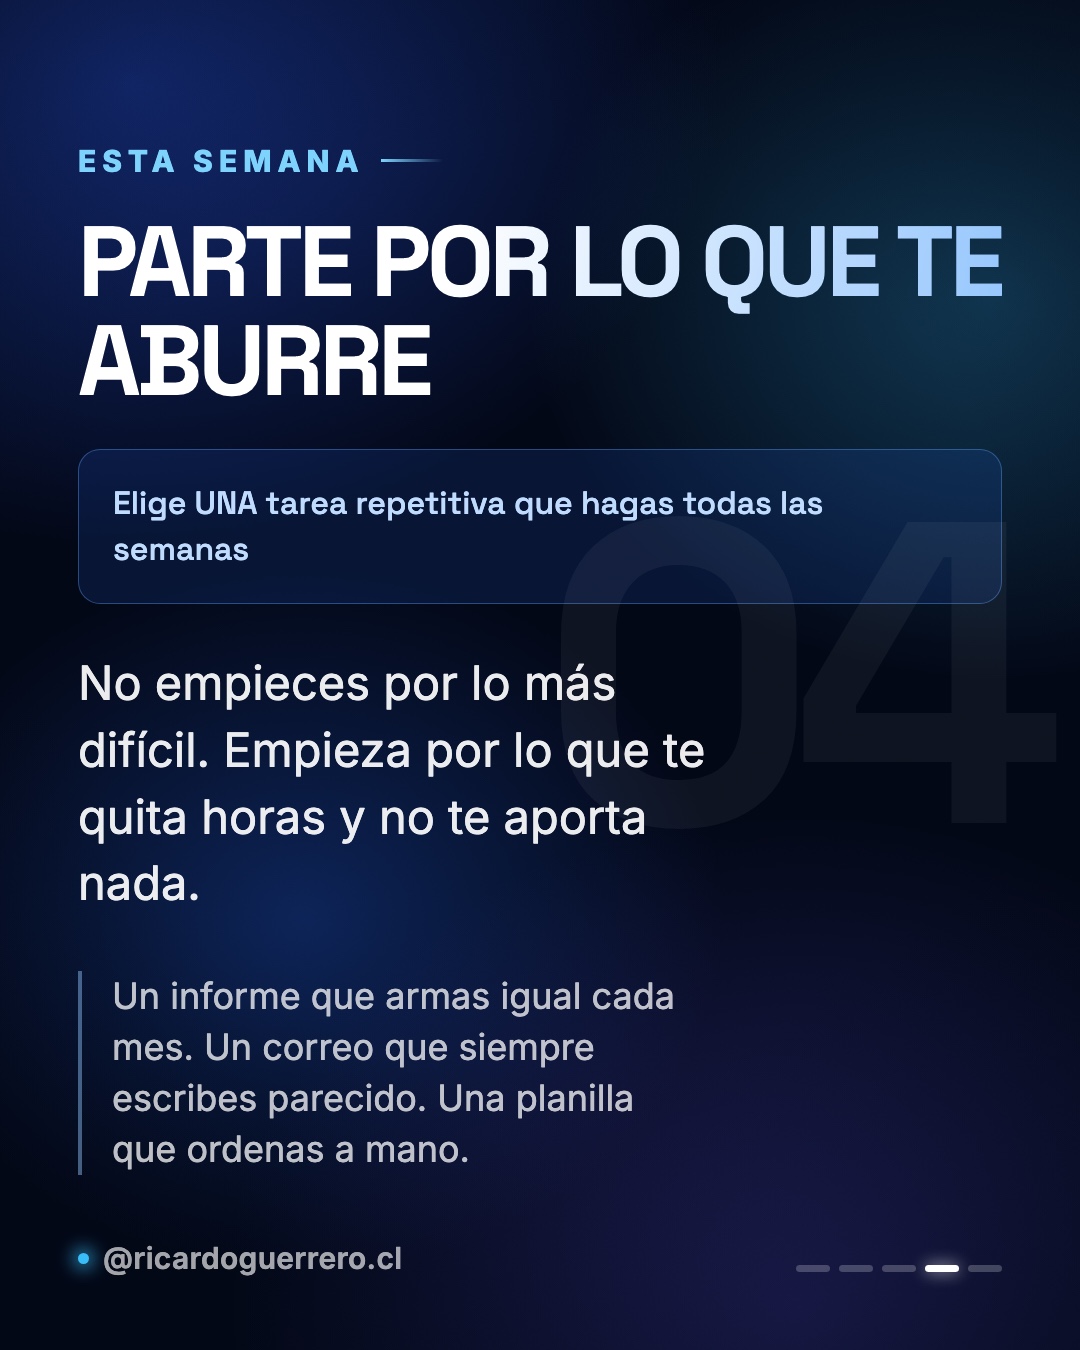 ESTA SEMANA
PARTE POR LO QUE TE
ABURRE
Elige UNA tarea repetitiva que hagas todas las
semanas
04
No empieces por lo más
difícil. Empieza por lo que te
quita horas y no te aporta
nada.
Un informe que armas igual cada
mes. Un correo que siempre
escribes parecido. Una planilla
que ordenas a mano.
@ricardoguerrero.cl